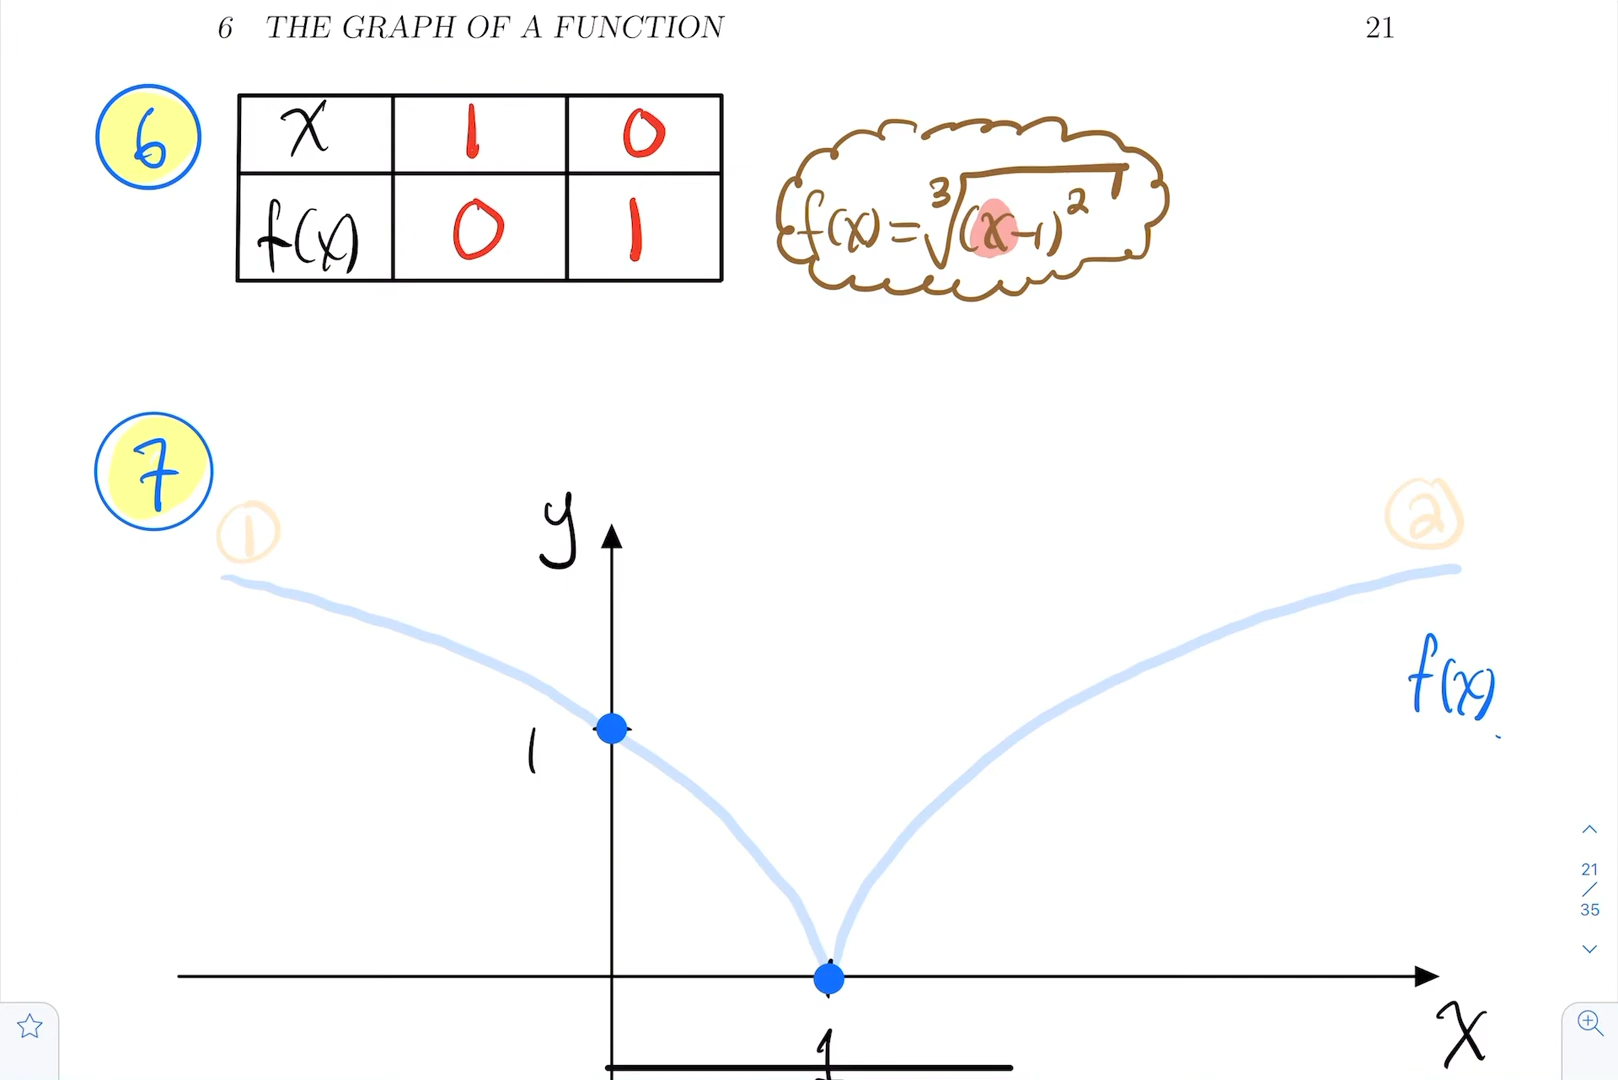 6 THE GRAPH OF A FUNCTION 21
6
x 1 0
f(x) 0 1
f(x) = ∛(x-1)²
7
1
2
y
f(x)
1
21
/
35
1
x